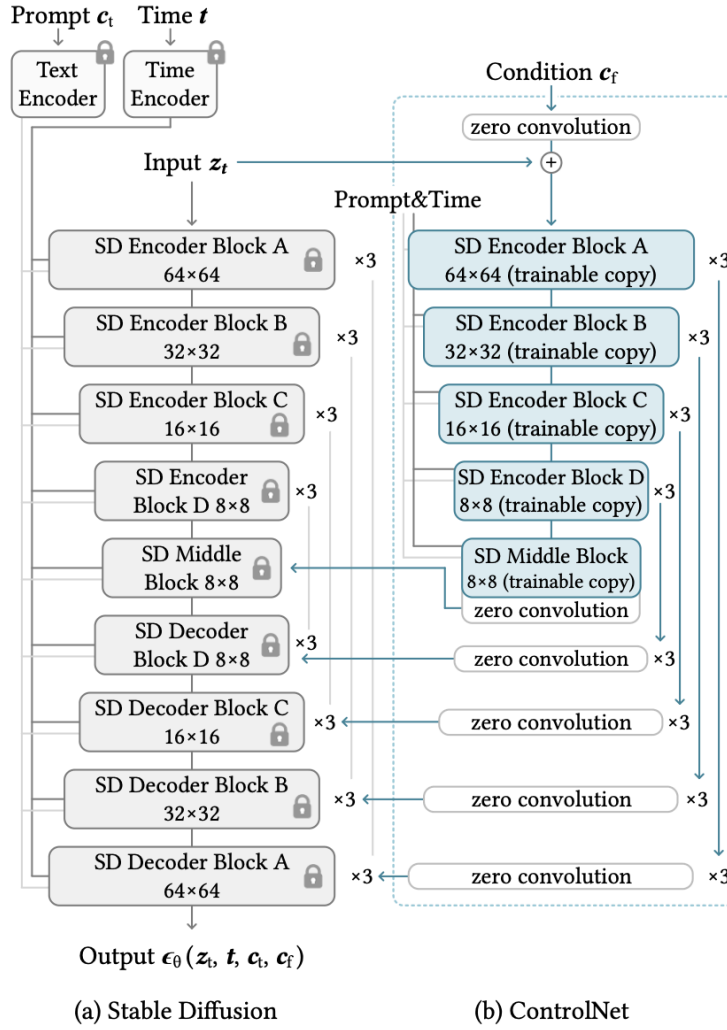 Prompt cₜ
Time t
Text
Encoder
Time
Encoder
Condition c_f
zero convolution
Input zₜ
+
Prompt&Time
SD Encoder Block A
64×64
×3
SD Encoder Block B
32×32
×3
SD Encoder Block C
16×16
×3
SD Encoder
Block D 8×8
×3
SD Middle
Block 8×8
SD Decoder
Block D 8×8
×3
SD Decoder Block C
16×16
×3
SD Decoder Block B
32×32
×3
SD Decoder Block A
64×64
×3
Output ϵ_θ(zₜ, t, cₜ, c_f)
(a) Stable Diffusion
SD Encoder Block A
64×64 (trainable copy)
×3
SD Encoder Block B
32×32 (trainable copy)
×3
SD Encoder Block C
16×16 (trainable copy)
×3
SD Encoder Block D
8×8 (trainable copy)
×3
SD Middle Block
8×8 (trainable copy)
zero convolution
zero convolution
×3
zero convolution
×3
zero convolution
×3
zero convolution
×3
(b) ControlNet